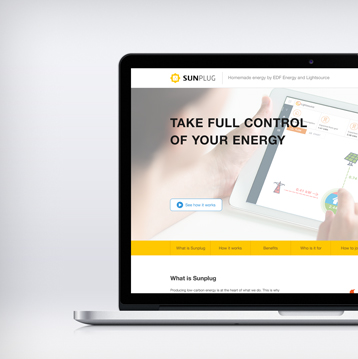 SUNPLUG
Homemade energy by EDF Energy and Lightsource
TAKE FULL CONTROL
OF YOUR ENERGY
See how it works
What is Sunplug
How it works
Benefits
Who is it for
How to
What is Sunplug
Producing low carbon energy is at the heart of what we do. This is why